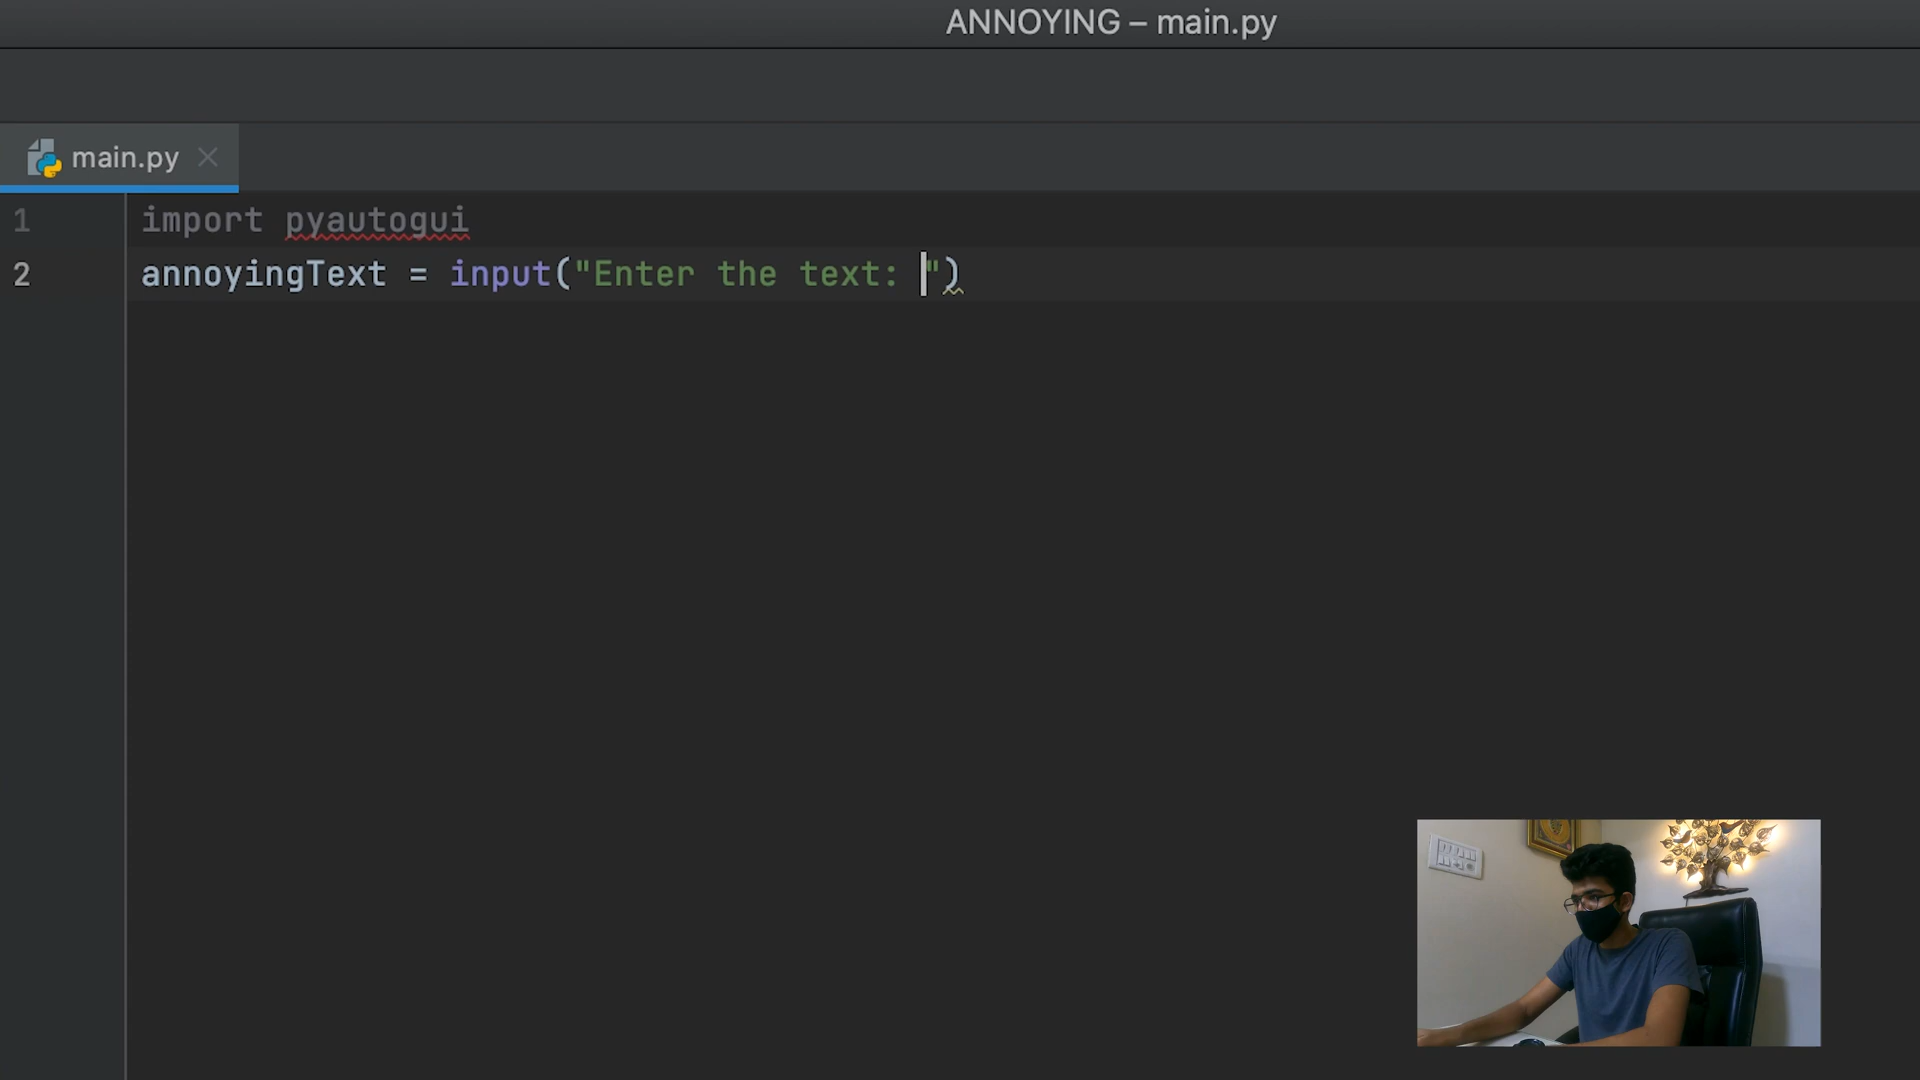 ANNOYING – main.py
main.py
1 import pyautogui
2 annoyingText = input("Enter the text: ")